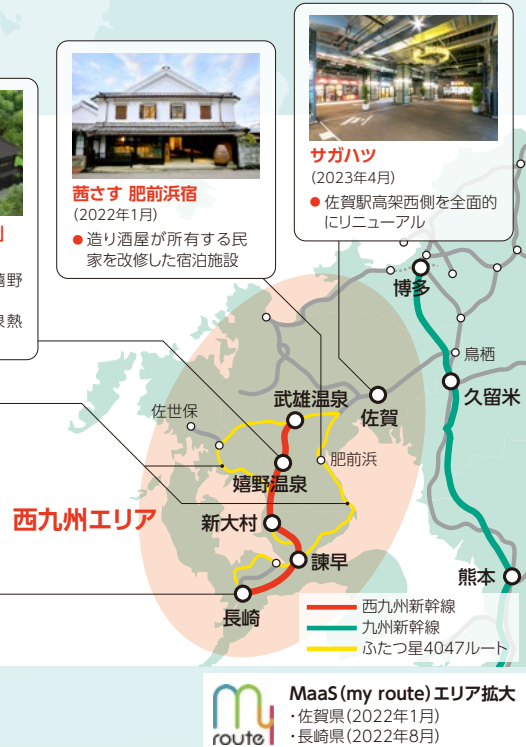 茜さす 肥前浜宿
(2022年1月)
● 造り酒屋が所有する民
家を改修した宿泊施設
サガハツ
(2023年4月)
● 佐賀駅高架西側を全面的
にリニューアル
」
嬉野
泉熱
博多
鳥栖
久留米
武雄温泉
佐賀
佐世保
肥前浜
嬉野温泉
西九州エリア
新大村
諫早
長崎
熊本
西九州新幹線
九州新幹線
ふたつ星4047ルート
my
route
MaaS(my route)エリア拡大
・佐賀県(2022年1月)
・長崎県(2022年8月)